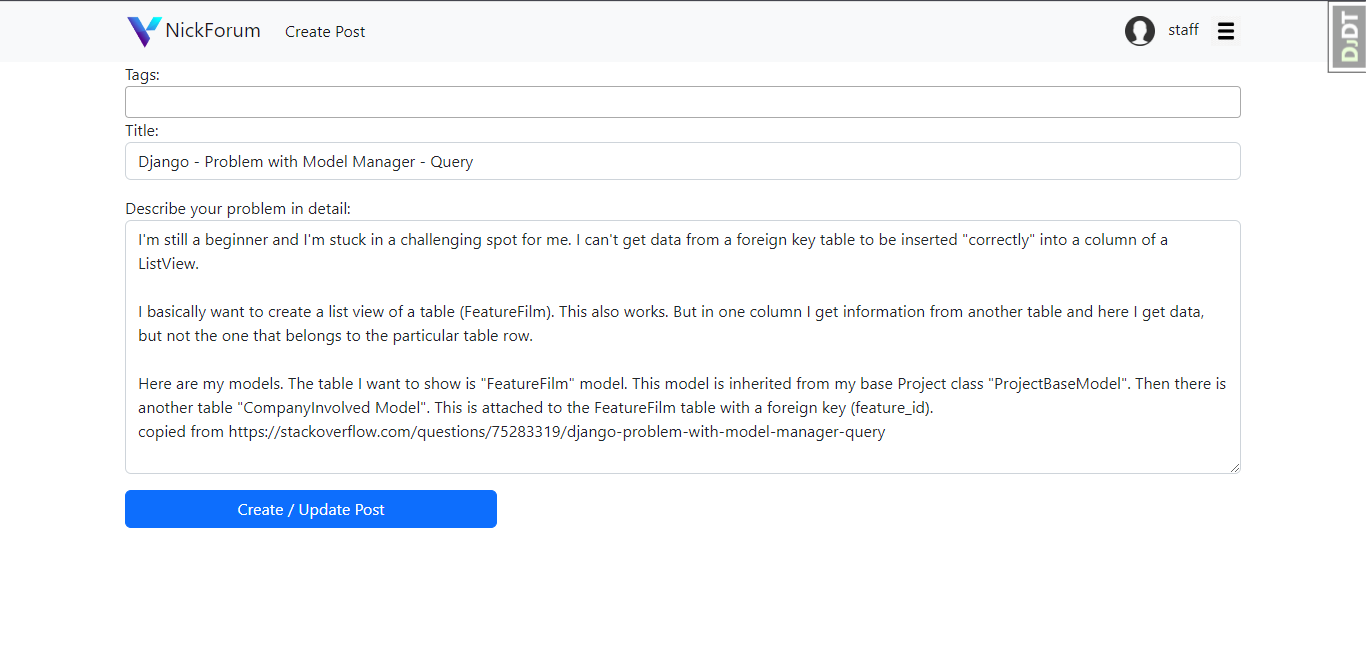 NickForum
Create Post
staff
DJDT
Tags:
Title:
Django - Problem with Model Manager - Query
Describe your problem in detail:
I'm still a beginner and I'm stuck in a challenging spot for me. I can't get data from a foreign key table to be inserted "correctly" into a column of a
ListView.
I basically want to create a list view of a table (FeatureFilm). This also works. But in one column I get information from another table and here I get data,
but not the one that belongs to the particular table row.
Here are my models. The table I want to show is "FeatureFilm" model. This model is inherited from my base Project class "ProjectBaseModel". Then there is
another table "CompanyInvolved Model". This is attached to the FeatureFilm table with a foreign key (feature_id).
copied from https://stackoverflow.com/questions/75283319/django-problem-with-model-manager-query
Create / Update Post